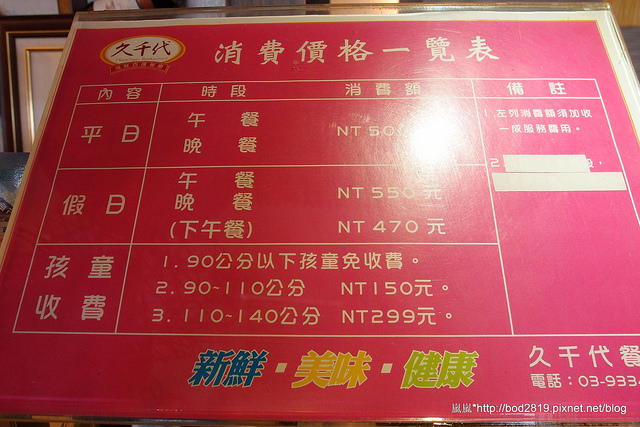 久千代
消費價格一覽表
內容 時段 消費額 備註
平日 午餐 晚餐 NT 50
1.左列消費額須加收
一成服務費用。
2
假日 午餐
晚餐 NT 55 元
(下午餐) NT 470 元
孩童收費
1. 90公分以下孩童免收費。
2. 90~110公分 NT150元。
3. 110~140公分 NT299元。
新鮮·美味·健康
久千代餐
電話:03-933
嵐嵐*http://bod2819.pixnet.net/blog